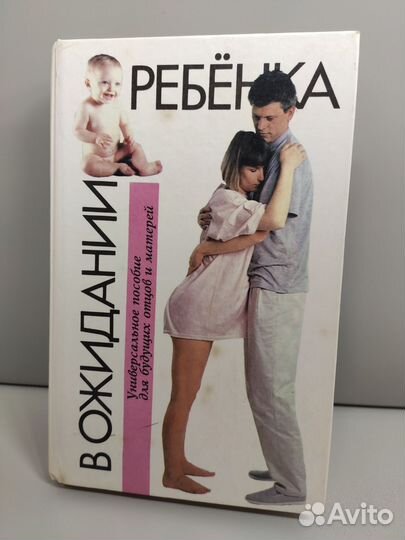 В ОЖИДАНИИ
РЕБЁНКА
Универсальное пособие
для будущих отцов и матерей
Avito